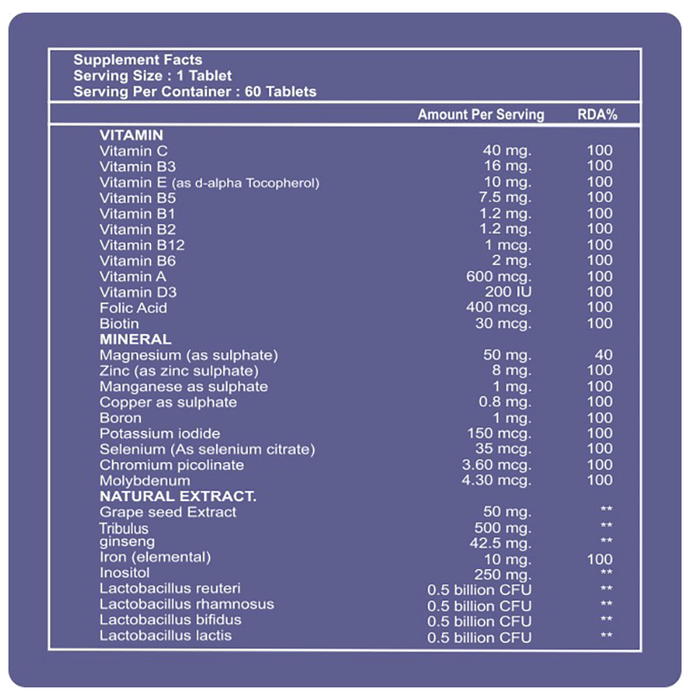 Supplement Facts
Serving Size : 1 Tablet
Serving Per Container : 60 Tablets
Amount Per Serving RDA%
VITAMIN
Vitamin C 40 mg. 100
Vitamin B3 16 mg. 100
Vitamin E (as d-alpha Tocopherol) 10 mg. 100
Vitamin B5 7.5 mg. 100
Vitamin B1 1.2 mg. 100
Vitamin B2 1.2 mg. 100
Vitamin B12 1 mcg. 100
Vitamin B6 2 mg. 100
Vitamin A 600 mcg. 100
Vitamin D3 200 IU 100
Folic Acid 400 mcg. 100
Biotin 30 mcg. 100
MINERAL
Magnesium (as sulphate) 50 mg. 40
Zinc (as zinc sulphate) 8 mg. 100
Manganese as sulphate 1 mg. 100
Copper as sulphate 0.8 mg. 100
Boron 1 mg. 100
Potassium iodide 150 mcg. 100
Selenium (As selenium citrate) 35 mcg. 100
Chromium picolinate 3.60 mcg. 100
Molybdenum 4.30 mcg. 100
NATURAL EXTRACT.
Grape seed Extract 50 mg. **
Tribulus 500 mg. **
ginseng 42.5 mg. **
Iron (elemental) 10 mg. 100
Inositol 250 mg. **
Lactobacillus reuteri 0.5 billion CFU **
Lactobacillus rhamnosus 0.5 billion CFU **
Lactobacillus bifidus 0.5 billion CFU **
Lactobacillus lactis 0.5 billion CFU **